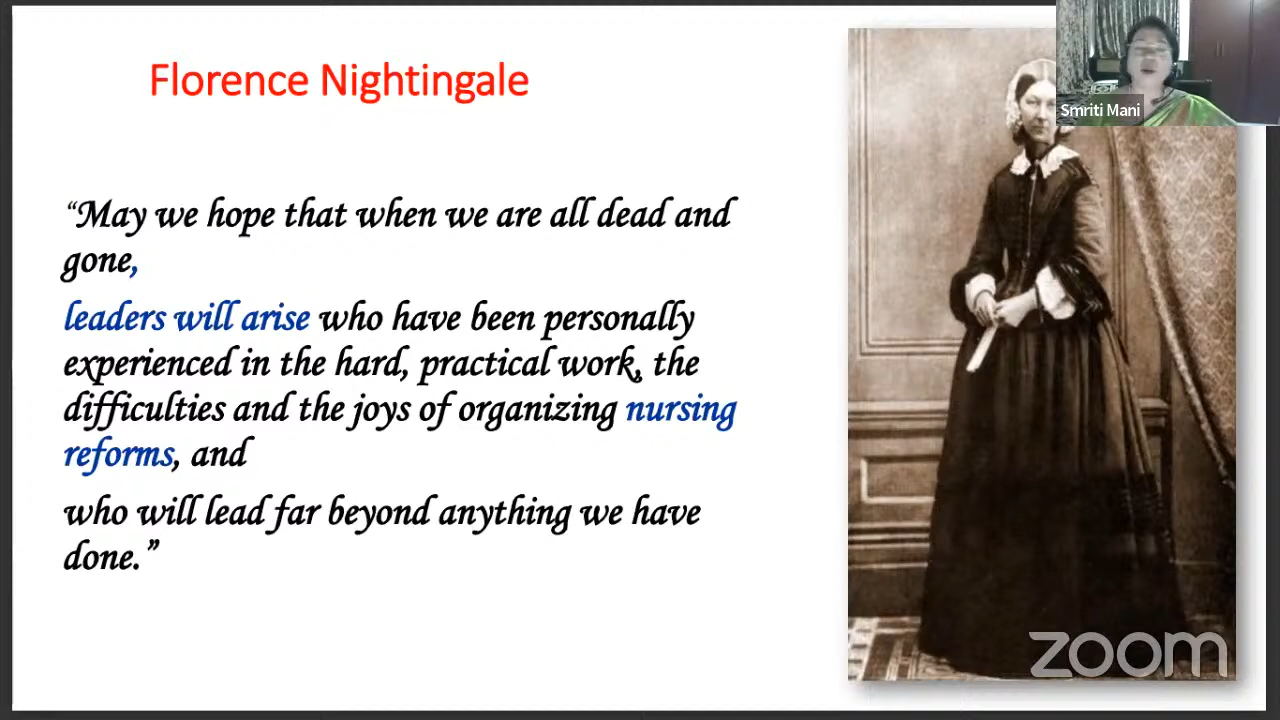 Florence Nightingale
Smriti Mani
“May we hope that when we are all dead and
gone,
leaders will arise who have been personally
experienced in the hard, practical work, the
difficulties and the joys of organizing nursing
reforms, and
who will lead far beyond anything we have
done.”
zoom